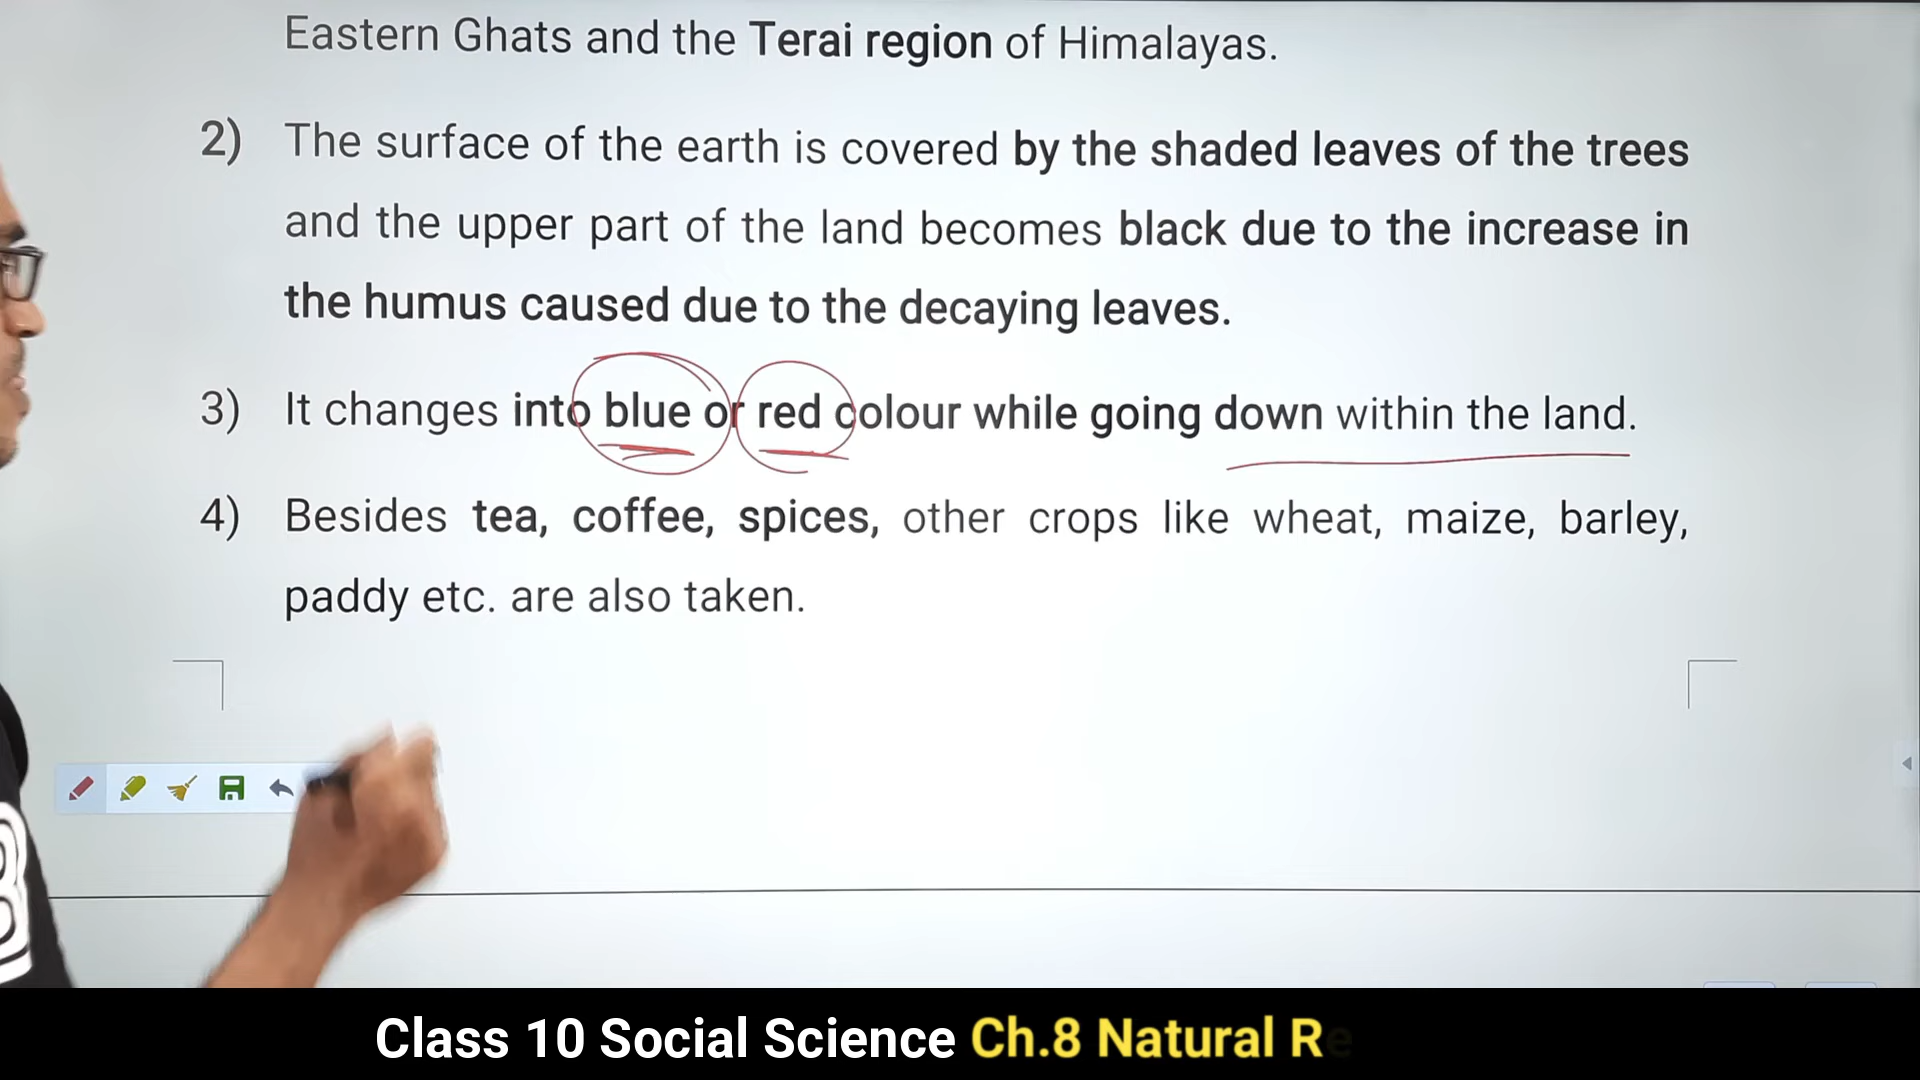 Eastern Ghats and the Terai region of Himalayas.
2) The surface of the earth is covered by the shaded leaves of the trees
and the upper part of the land becomes black due to the increase in
the humus caused due to the decaying leaves.
3) It changes into blue or red colour while going down within the land.
4) Besides tea, coffee, spices, other crops like wheat, maize, barley,
paddy etc. are also taken.
Class 10 Social Science Ch.8 Natural Re